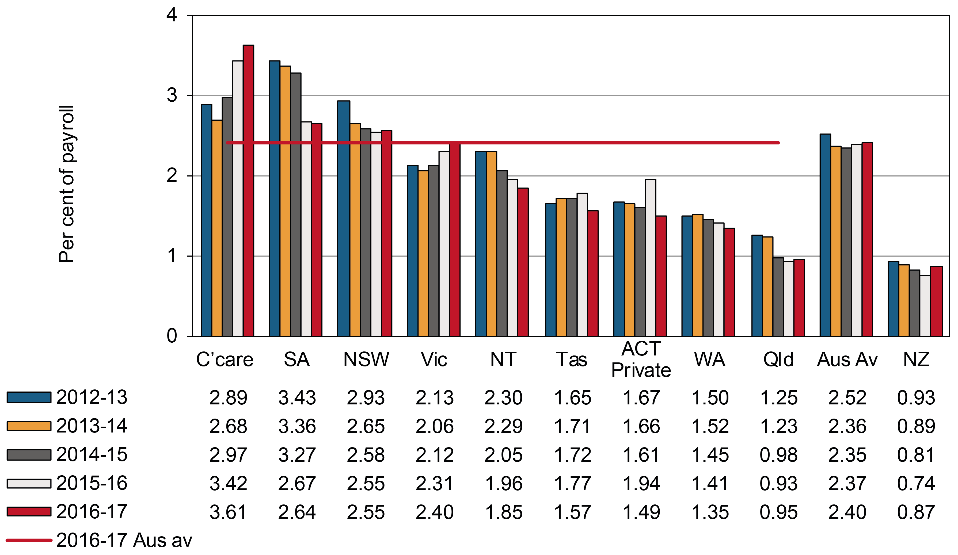 4
3
2
1
0
Per cent of payroll
C'care SA NSW Vic NT Tas ACT Private WA Qld Aus Av NZ
2012-13 2.89 3.43 2.93 2.13 2.30 1.65 1.67 1.50 1.25 2.52 0.93
2013-14 2.68 3.36 2.65 2.06 2.29 1.71 1.66 1.52 1.23 2.36 0.89
2014-15 2.97 3.27 2.58 2.12 2.05 1.72 1.61 1.45 0.98 2.35 0.81
2015-16 3.42 2.67 2.55 2.31 1.96 1.77 1.94 1.41 0.93 2.37 0.74
2016-17 3.61 2.64 2.55 2.40 1.85 1.57 1.49 1.35 0.95 2.40 0.87
2016-17 Aus av